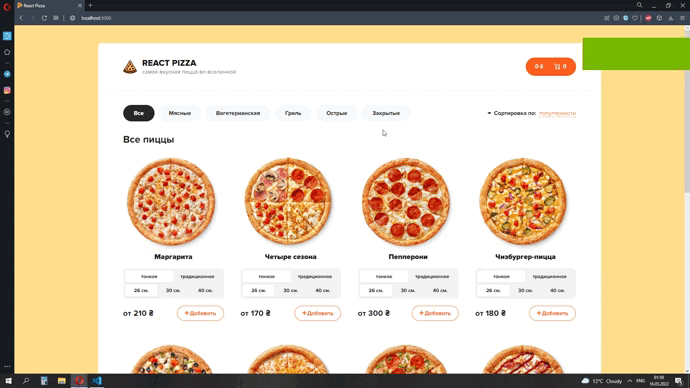 React Pizza
localhost:3000
REACT PIZZA
самая вкусная пицца во вселенной
0 ₴ 0
Все Мясные Вегетерианская Гриль Острые Закрытые
Сортировка по: популярности
Все пиццы
Маргарита Четыре сезона Пепперони Чизбургер-пицца
тонкое традиционное тонкое традиционное тонкое традиционное тонкое традиционное
26 см. 30 см. 40 см. 26 см. 30 см. 40 см. 26 см. 30 см. 40 см. 26 см. 30 см. 40 см.
от 210 ₴ +Добавить от 170 ₴ +Добавить от 300 ₴ +Добавить от 180 ₴ +Добавить
12°C Cloudy ENG 01:59
16.05.2022